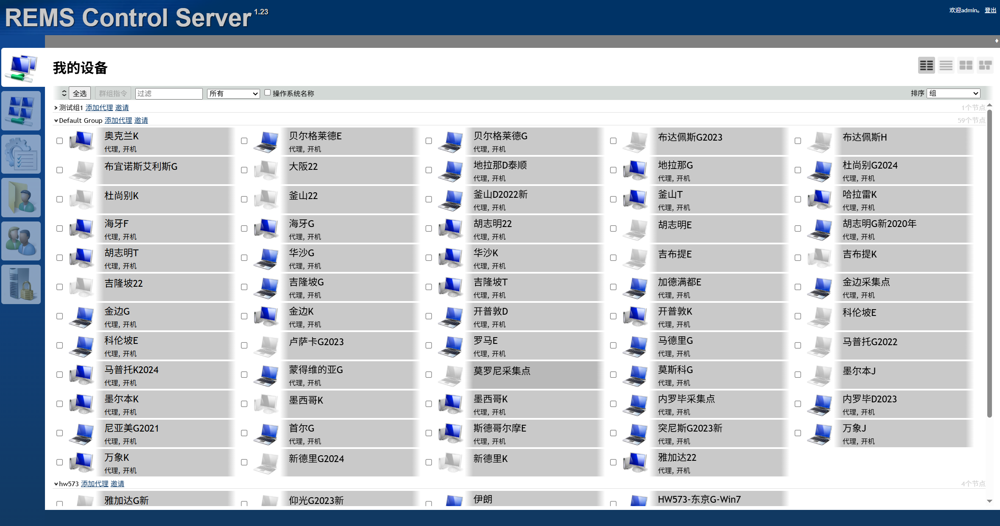 REMS Control Server 1.23
欢迎admin。 登出
我的设备
全选 群组指令 过滤 所有 操作系统名称 排序 组
测试组1 添加代理 邀请 1个节点
Default Group 添加代理 邀请 59个节点
奥克兰K 贝尔格莱德E 贝尔格莱德G 布达佩斯G2023 布达佩斯H
代理, 开机 代理, 开机 代理, 开机
布宜诺斯艾利斯G 大阪22 地拉那D泰顺 地拉那G 杜尚别G2024
代理, 开机 代理, 开机 代理, 开机
杜尚别K 釜山22 釜山D2022新 釜山T 哈拉雷K
代理, 开机 代理, 开机 代理, 开机
海牙F 海牙G 胡志明22 胡志明E 胡志明G新2020年
代理, 开机 代理, 开机 代理, 开机 代理, 开机
胡志明T 华沙G 华沙K 吉布提E 吉布提K
代理, 开机 代理, 开机 代理, 开机
吉隆坡22 吉隆坡G 吉隆坡T 加德满都E 金边采集点
代理, 开机 代理, 开机 代理, 开机 代理, 开机
金边G 金边K 开普敦D 开普敦K 科伦坡E
代理, 开机 代理, 开机 代理, 开机 代理, 开机
科伦坡E 卢萨卡G2023 罗马E 马德里G 马普托G2022
代理, 开机 代理, 开机 代理, 开机
马普托K2024 蒙得维的亚G 莫罗尼采集点 莫斯科G 墨尔本J
代理, 开机 代理, 开机 代理, 开机
墨尔本K 墨西哥K 墨西哥K 内罗毕采集点 内罗毕D2023
代理, 开机 代理, 开机 代理, 开机 代理, 开机
尼亚美G2021 首尔G 斯德哥尔摩E 突尼斯G2023新 万象J
代理, 开机 代理, 开机 代理, 开机 代理, 开机 代理, 开机
万象K 新德里G2024 新德里K 雅加达22
代理, 开机 代理, 开机
hw573 添加代理 邀请 4个节点
雅加达G新 仰光G2023新 伊朗 HW573-东京G-Win7